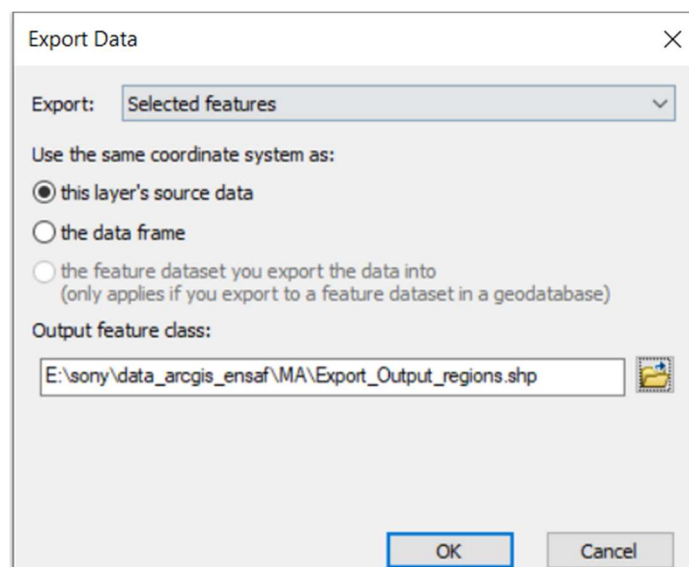 Export Data
Export: Selected features
Use the same coordinate system as:
this layer's source data
the data frame
the feature dataset you export the data into
(only applies if you export to a feature dataset in a geodatabase)
Output feature class:
E:\sony\data_arcgis_ensaf\MA\Export_Output_regions.shp
OK Cancel